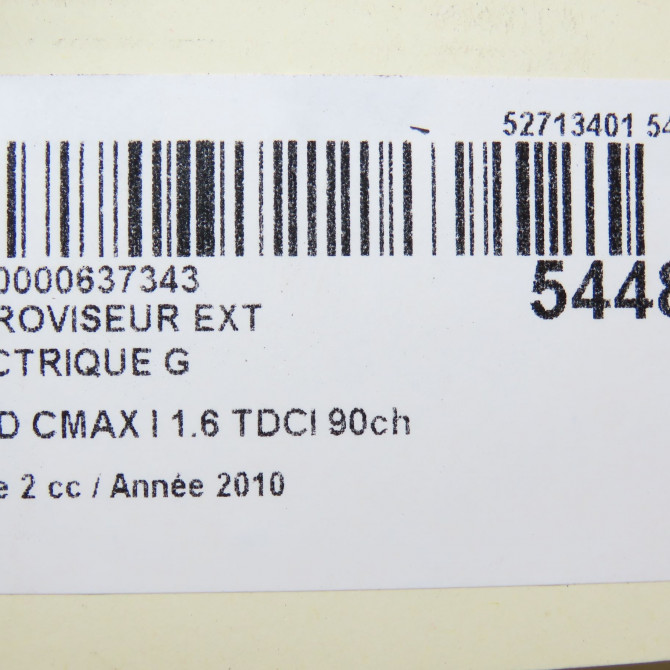 52713401 54
0000637343
5448
ROVISEUR EXT
CTRIQUE G
D CMAX I 1.6 TDCI 90ch
e 2 cc / Année 2010